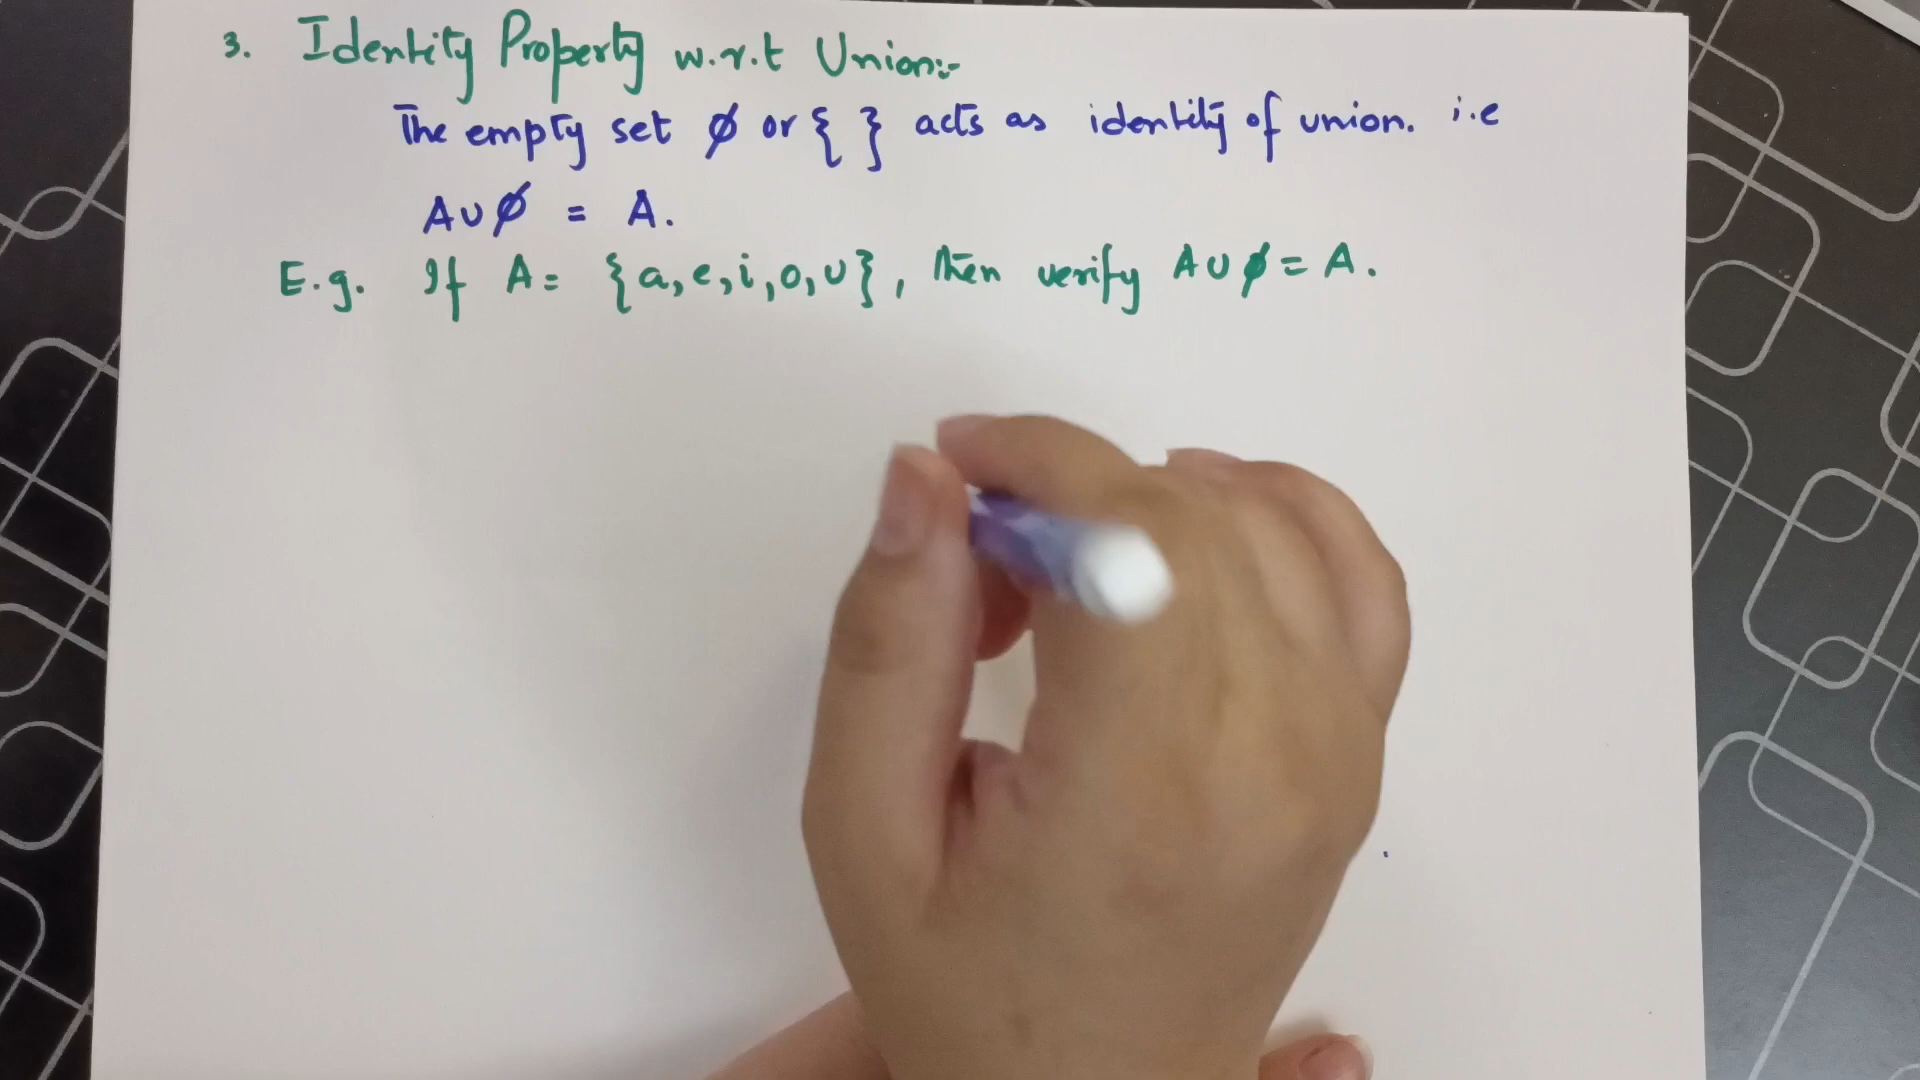 3. Identity Property w.r.t Union:-
The empty set ∅ or { } acts as identity of union. i.e
A∪∅ = A.
E.g. If A = {a,e,i,o,u}, then verify A∪∅ = A.